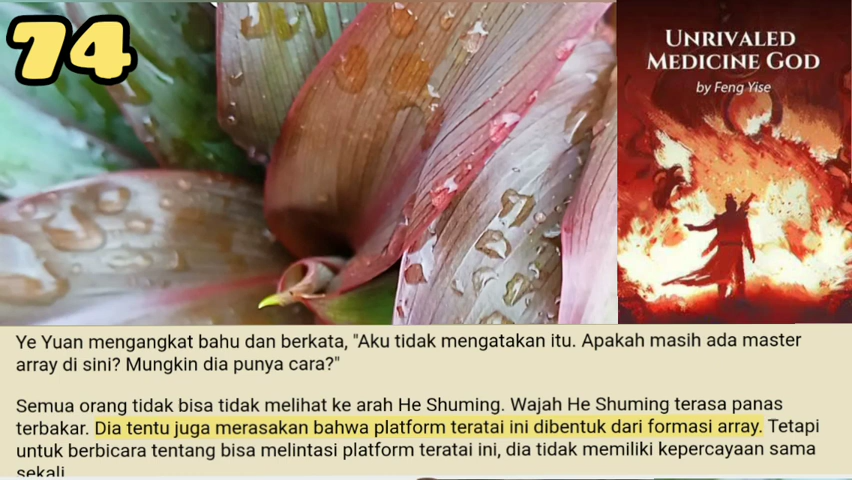 74
UNRIVALED
MEDICINE GOD
by Feng Yise
Ye Yuan mengangkat bahu dan berkata, "Aku tidak mengatakan itu. Apakah masih ada master
array di sini? Mungkin dia punya cara?"
Semua orang tidak bisa tidak melihat ke arah He Shuming. Wajah He Shuming terasa panas
terbakar. Dia tentu juga merasakan bahwa platform teratai ini dibentuk dari formasi array. Tetapi
untuk berbicara tentang bisa melintasi platform teratai ini, dia tidak memiliki kepercayaan sama
sekali